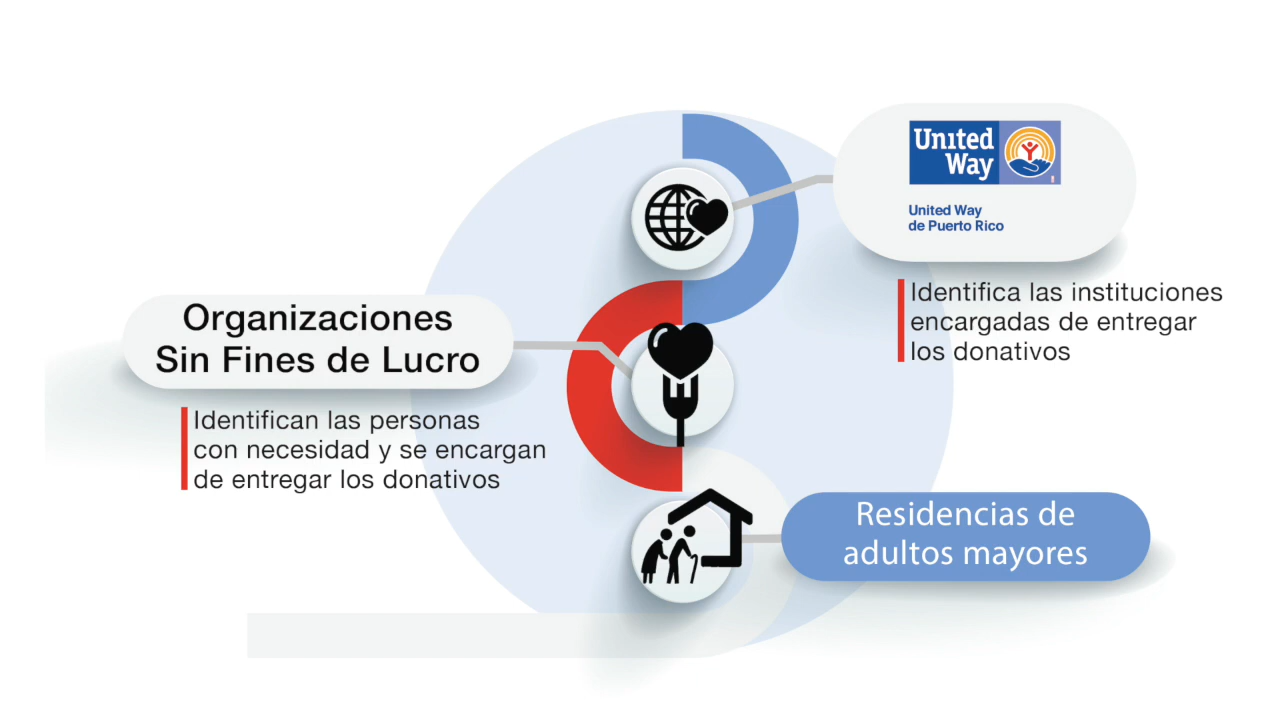 United
Way
United Way
de Puerto Rico
Identifica las instituciones
encargadas de entregar
los donativos
Organizaciones
Sin Fines de Lucro
Identifican las personas
con necesidad y se encargan
de entregar los donativos
Residencias de
adultos mayores